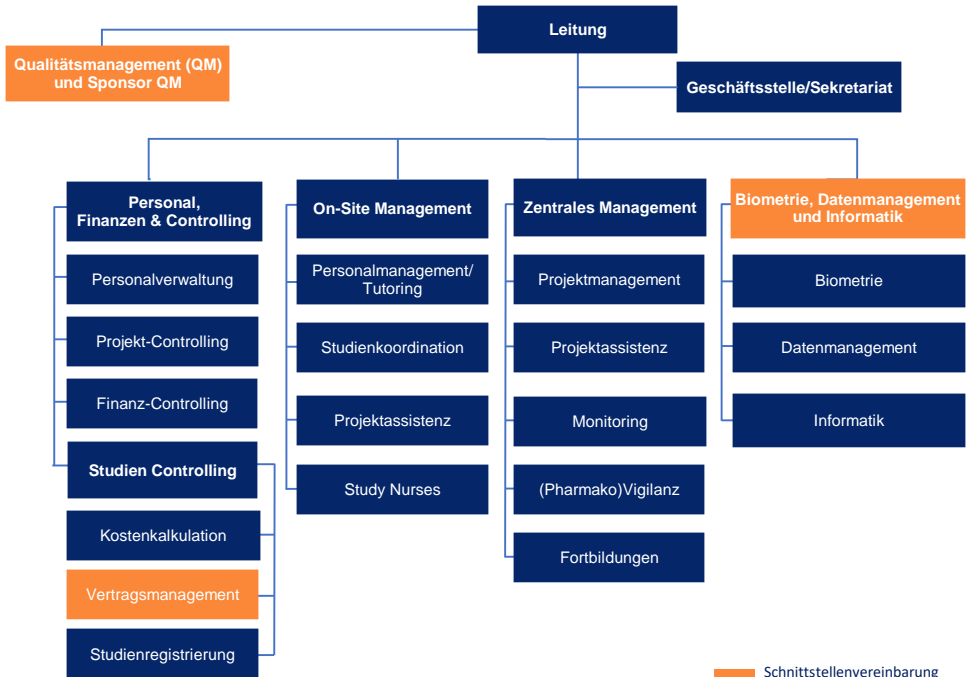 Leitung
Qualitätsmanagement (QM)
und Sponsor QM
Geschäftsstelle/Sekretariat
Personal,
Finanzen & Controlling
Personalverwaltung
Projekt-Controlling
Finanz-Controlling
Studien Controlling
Kostenkalkulation
Vertragsmanagement
Studienregistrierung
On-Site Management
Personalmanagement/
Tutoring
Studienkoordination
Projektassistenz
Study Nurses
Zentrales Management
Projektmanagement
Projektassistenz
Monitoring
(Pharmako)Vigilanz
Fortbildungen
Biometrie, Datenmanagement
und Informatik
Biometrie
Datenmanagement
Informatik
Schnittstellenvereinbarung